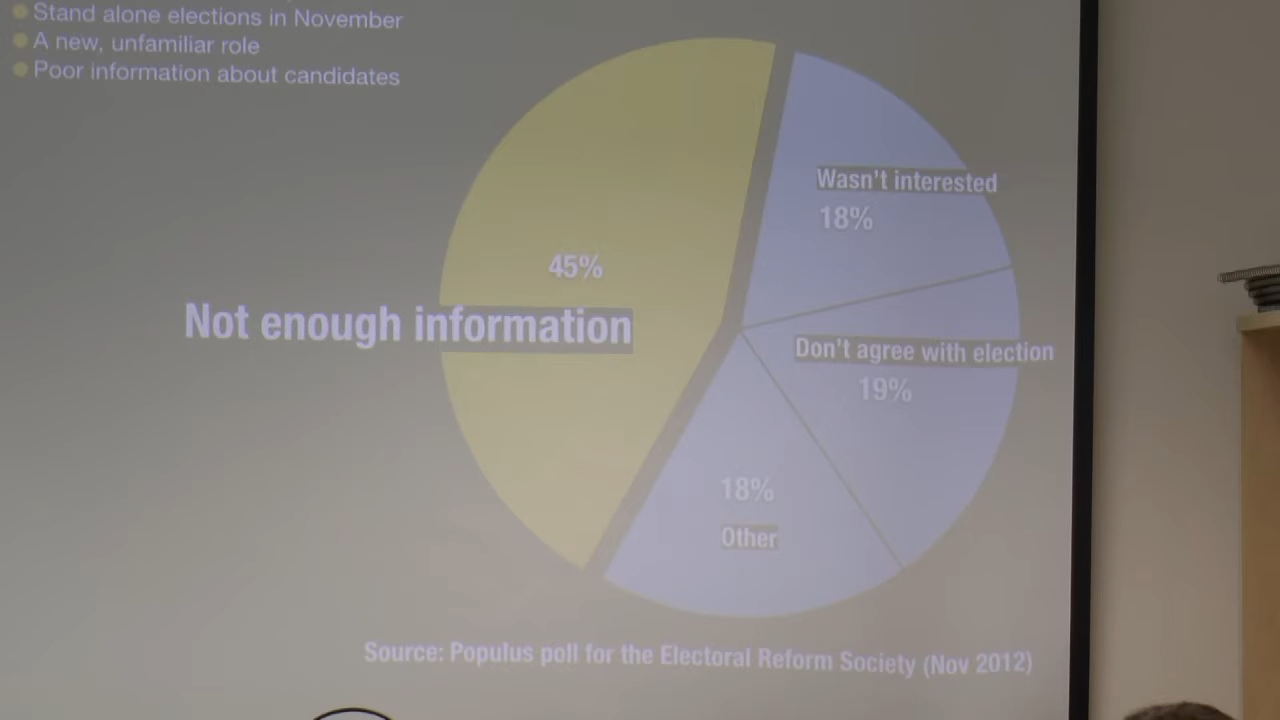 Stand alone elections in November
A new, unfamiliar role
Poor information about candidates
Wasn't interested
18%
45%
Not enough information
Don't agree with election
19%
18%
Other
Source: Populus poll for the Electoral Reform Society (Nov 2012)